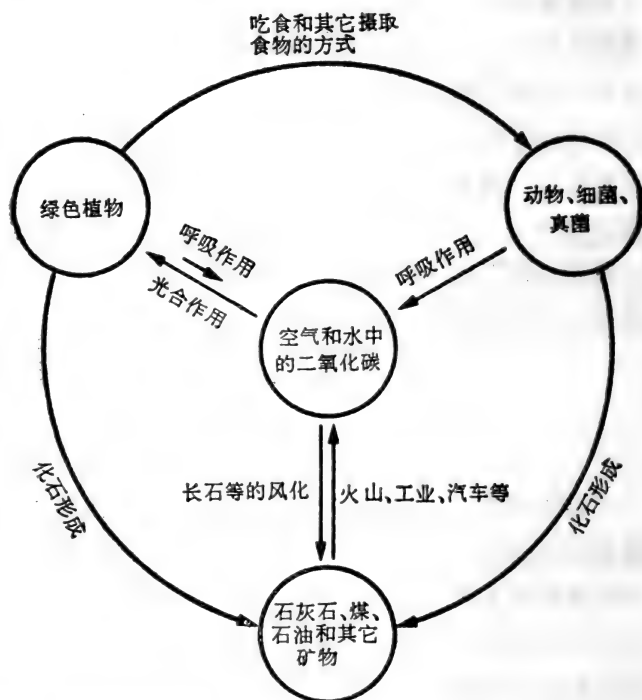 吃食和其它摄取
食物的方式
绿色植物
动物、细菌、
真菌
呼吸作用
光合作用
呼吸作用
空气和水中
的二氧化碳
长石等的风化
火山、工业、汽车等
化石形成
化石形成
石灰石、煤、
石油和其它
矿物